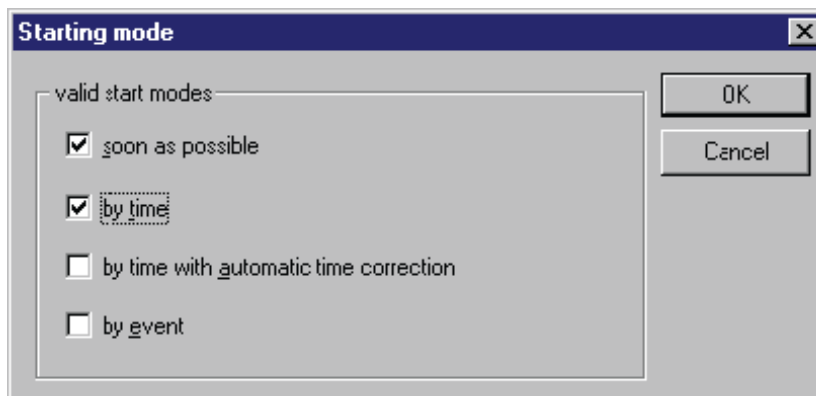 Starting mode
valid start modes
soon as possible
by time
by time with automatic time correction
by event
OK
Cancel